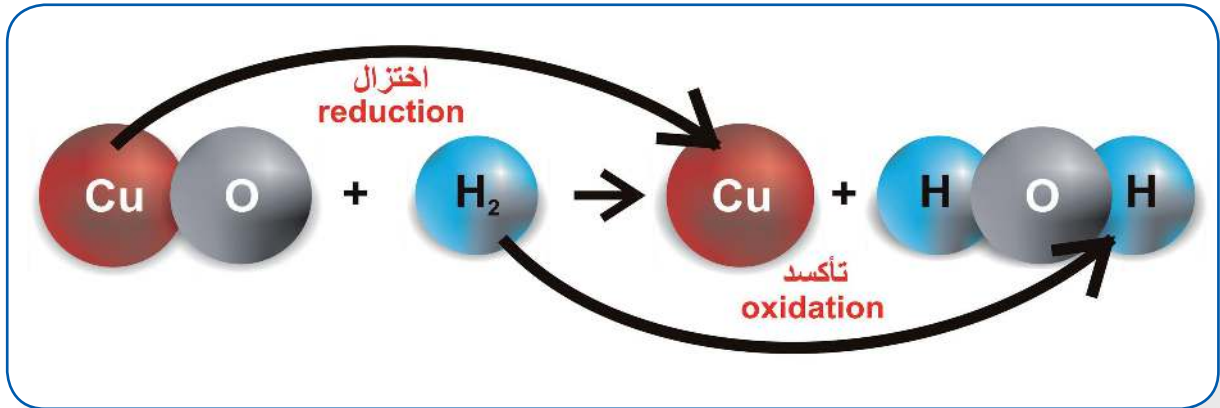 اختزال
reduction
Cu O + H₂ → Cu + H O H
تأكسد
oxidation